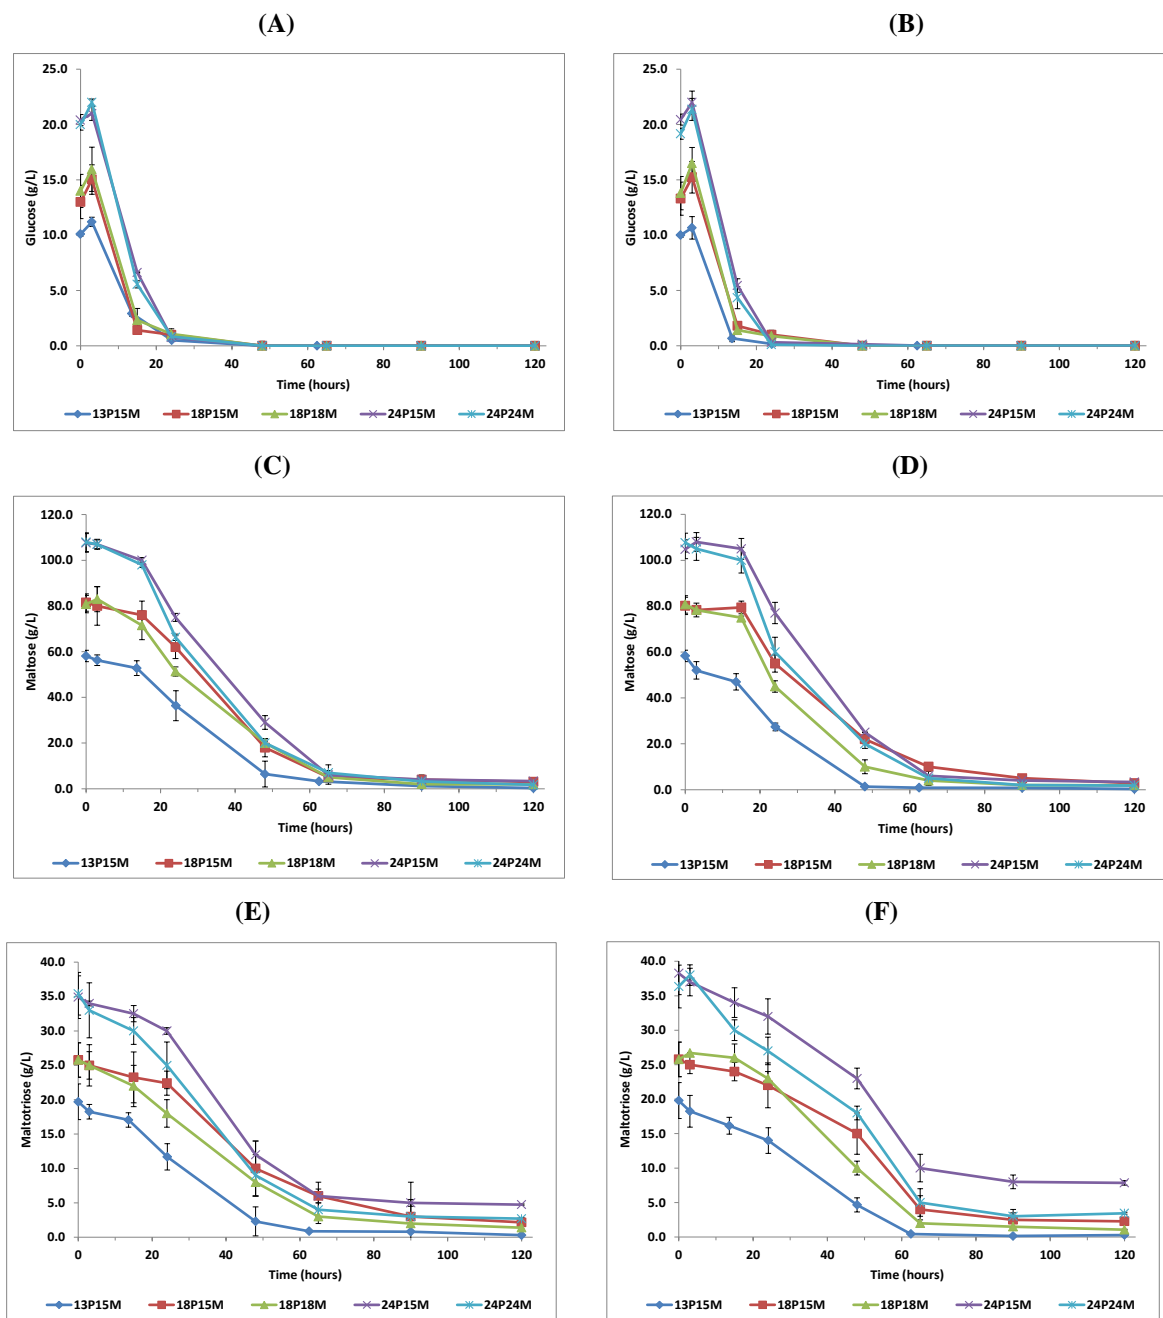 (A) (B)
25.0
20.0
15.0
10.0
5.0
0.0
Glucose (g/L)
0 20 40 60 80 100 120
Time (hours)
13P15M 18P15M 18P18M 24P15M 24P24M
25.0
20.0
15.0
10.0
5.0
0.0
Glucose (g/L)
0 20 40 60 80 100 120
Time (hours)
13P15M 18P15M 18P18M 24P15M 24P24M
(C) (D)
120.0
100.0
80.0
60.0
40.0
20.0
0.0
Maltose (g/L)
0 20 40 60 80 100 120
Time (hours)
13P15M 18P15M 18P18M 24P15M 24P24M
120.0
100.0
80.0
60.0
40.0
20.0
0.0
Maltose (g/L)
0 20 40 60 80 100 120
Time (hours)
13P15M 18P15M 18P18M 24P15M 24P24M
(E) (F)
40.0
35.0
30.0
25.0
20.0
15.0
10.0
5.0
0.0
Maltotriose (g/L)
0 20 40 60 80 100 120
Time (hours)
13P15M 18P15M 18P18M 24P15M 24P24M
40.0
35.0
30.0
25.0
20.0
15.0
10.0
5.0
0.0
Maltotriose (g/L)
0 20 40 60 80 100 120
Time (hours)
13P15M 18P15M 18P18M 24P15M 24P24M